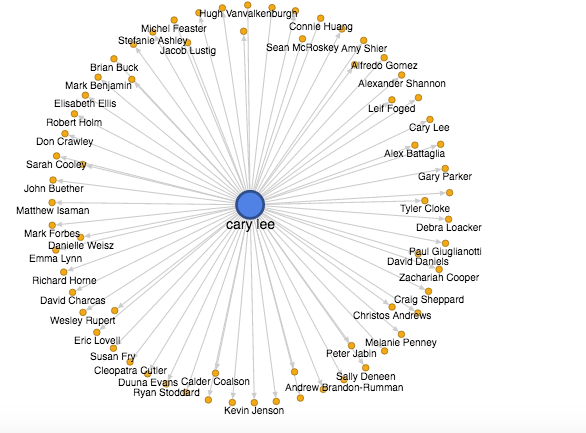 Hugh Vanvalkenburgh
Michel Feaster
Connie Huang
Stefanie Ashley
Jacob Lustig
Sean McRoskey
Amy Shier
Brian Buck
Alfredo Gomez
Mark Benjamin
Alexander Shannon
Elisabeth Ellis
Leif Foged
Robert Holm
Cary Lee
Don Crawley
Alex Battaglia
Sarah Cooley
Gary Parker
John Buether
Matthew Isaman
Tyler Cloke
cary lee
Debra Loacker
Mark Forbes
Danielle Weisz
Paul Giuglianotti
Emma Lynn
David Daniels
Richard Horne
Zachariah Cooper
David Charcas
Craig Sheppard
Wesley Rupert
Christos Andrews
Eric Lovell
Melanie Penney
Susan Fry
Peter Jabin
Cleopatra Cutler
Sally Deneen
Duuna Evans
Calder Coalson
Andrew Brandon-Rumman
Ryan Stoddard
Kevin Jenson